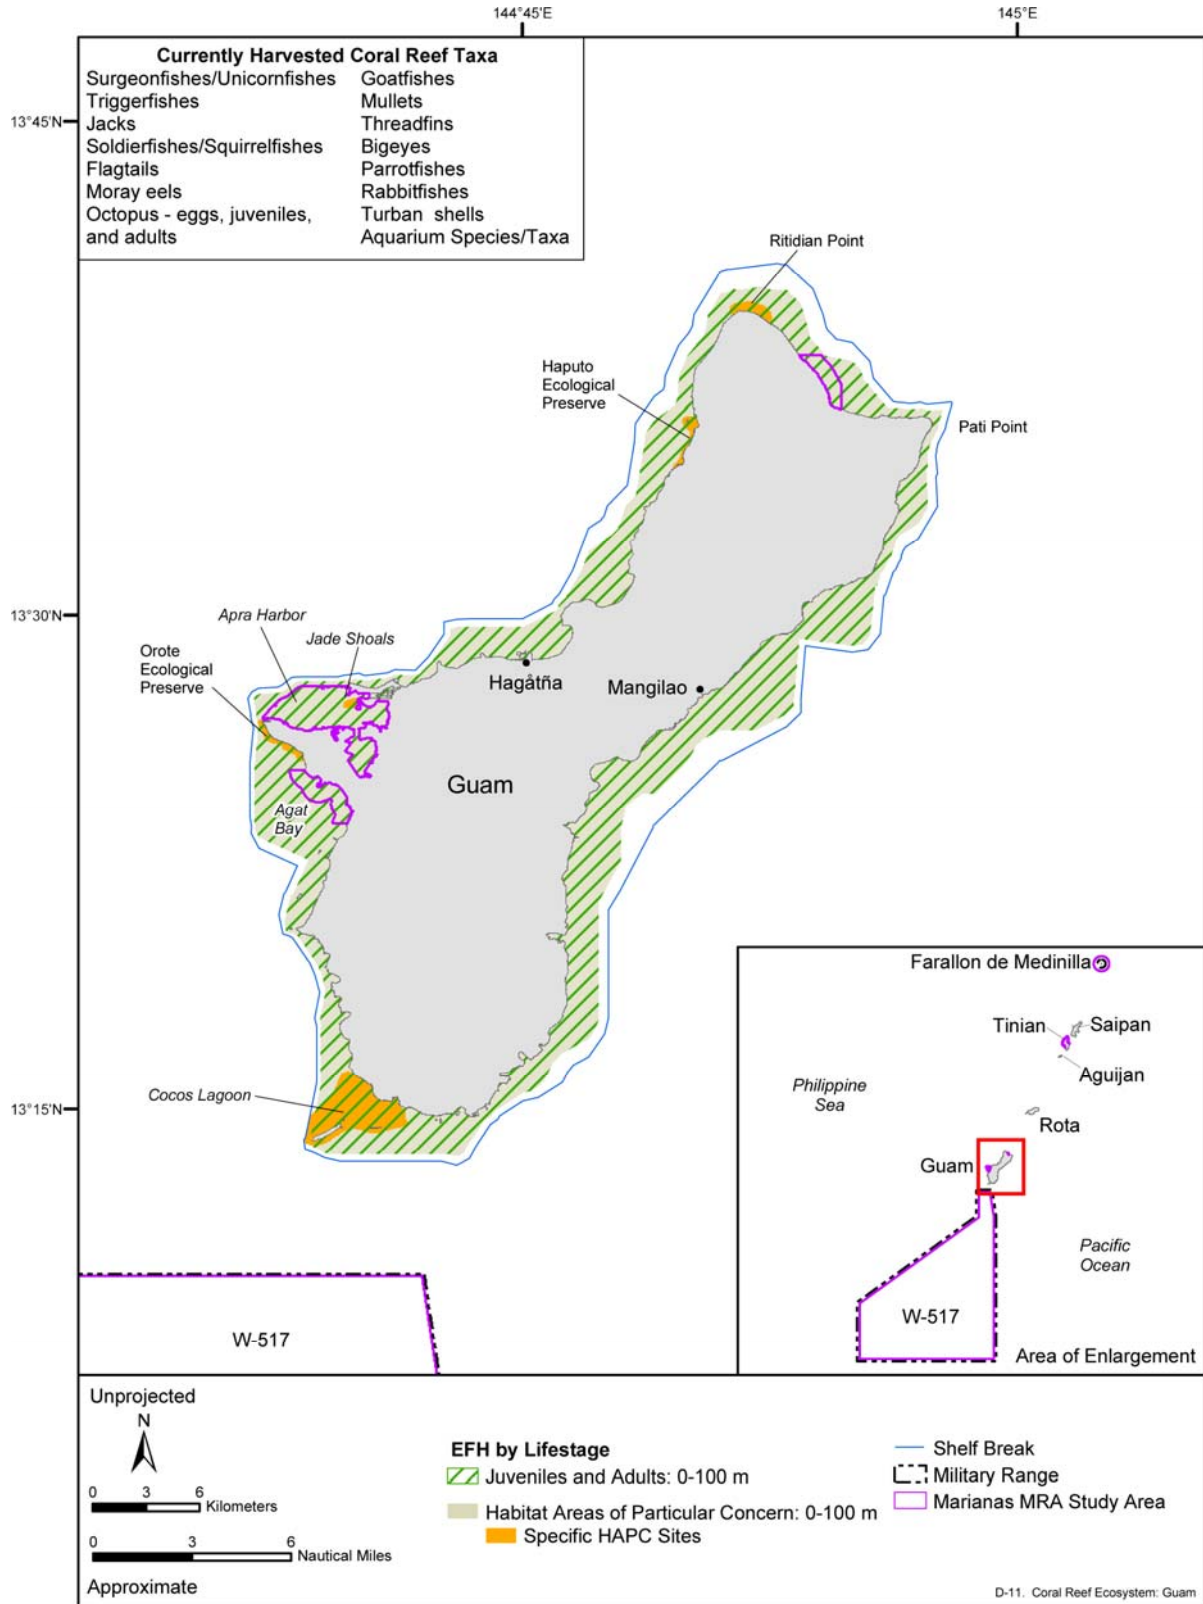 144°45'E
145°E
Currently Harvested Coral Reef Taxa
Surgeonfishes/Unicornfishes
Triggerfishes
Jacks
Soldierfishes/Squirrelfishes
Flagtails
Moray eels
Octopus - eggs, juveniles,
and adults
Goatfishes
Mullets
Threadfins
Bigeyes
Parrotfishes
Rabbitfishes
Turban shells
Aquarium Species/Taxa
13°45'N
Ritidian Point
Haputo
Ecological
Preserve
Pati Point
13°30'N
Apra Harbor
Jade Shoals
Orote
Ecological
Preserve
Hagåtña
Mangilao
Guam
Agat
Bay
13°15'N
Cocos Lagoon
W-517
Farallon de Medinilla
Tinian
Saipan
Aguijan
Philippine
Sea
Rota
Guam
Pacific
Ocean
W-517
Area of Enlargement
Unprojected
N
0 3 6
Kilometers
0 3 6
Nautical Miles
Approximate
EFH by Lifestage
Juveniles and Adults: 0-100 m
Habitat Areas of Particular Concern: 0-100 m
Specific HAPC Sites
Shelf Break
Military Range
Marianas MRA Study Area
D-11. Coral Reef Ecosystem: Guam